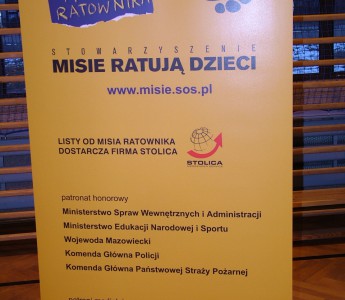 RATOWNIK
STOWARZYSZENIE
MISIE RATUJĄ DZIECI
www.misie.sos.pl
LISTY OD MISIA RATOWNIKA
DOSTARCZA FIRMA STOLICA
STOLICA
patronat honorowy
Ministerstwo Spraw Wewnętrznych i Administracji
Ministerstwo Edukacji Narodowej i Sportu
Wojewoda Mazowiecki
Komenda Główna Policji
Komenda Główna Państwowej Straży Pożarnej